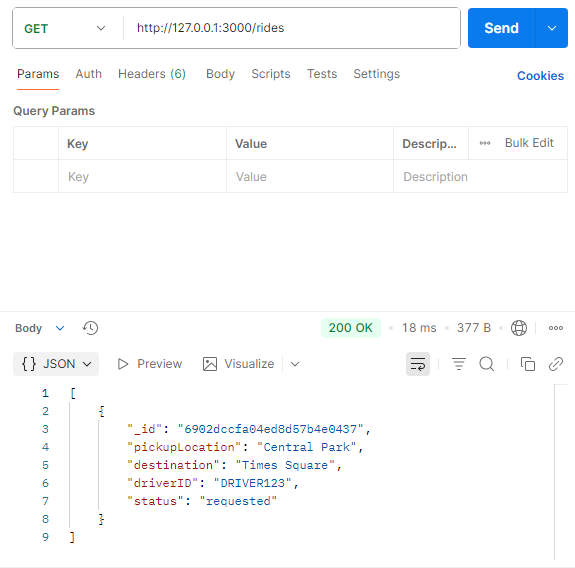 GET http://127.0.0.1:3000/rides Send
Params Auth Headers (6) Body Scripts Tests Settings Cookies
Query Params
Key Value Descrip... Bulk Edit
Key Value Description
Body 200 OK 18 ms 377 B
{} JSON Preview Visualize
1 [
2 {
3 "_id": "6902dccfa04ed8d57b4e0437",
4 "pickupLocation": "Central Park",
5 "destination": "Times Square",
6 "driverID": "DRIVER123",
7 "status": "requested"
8 }
9 ]